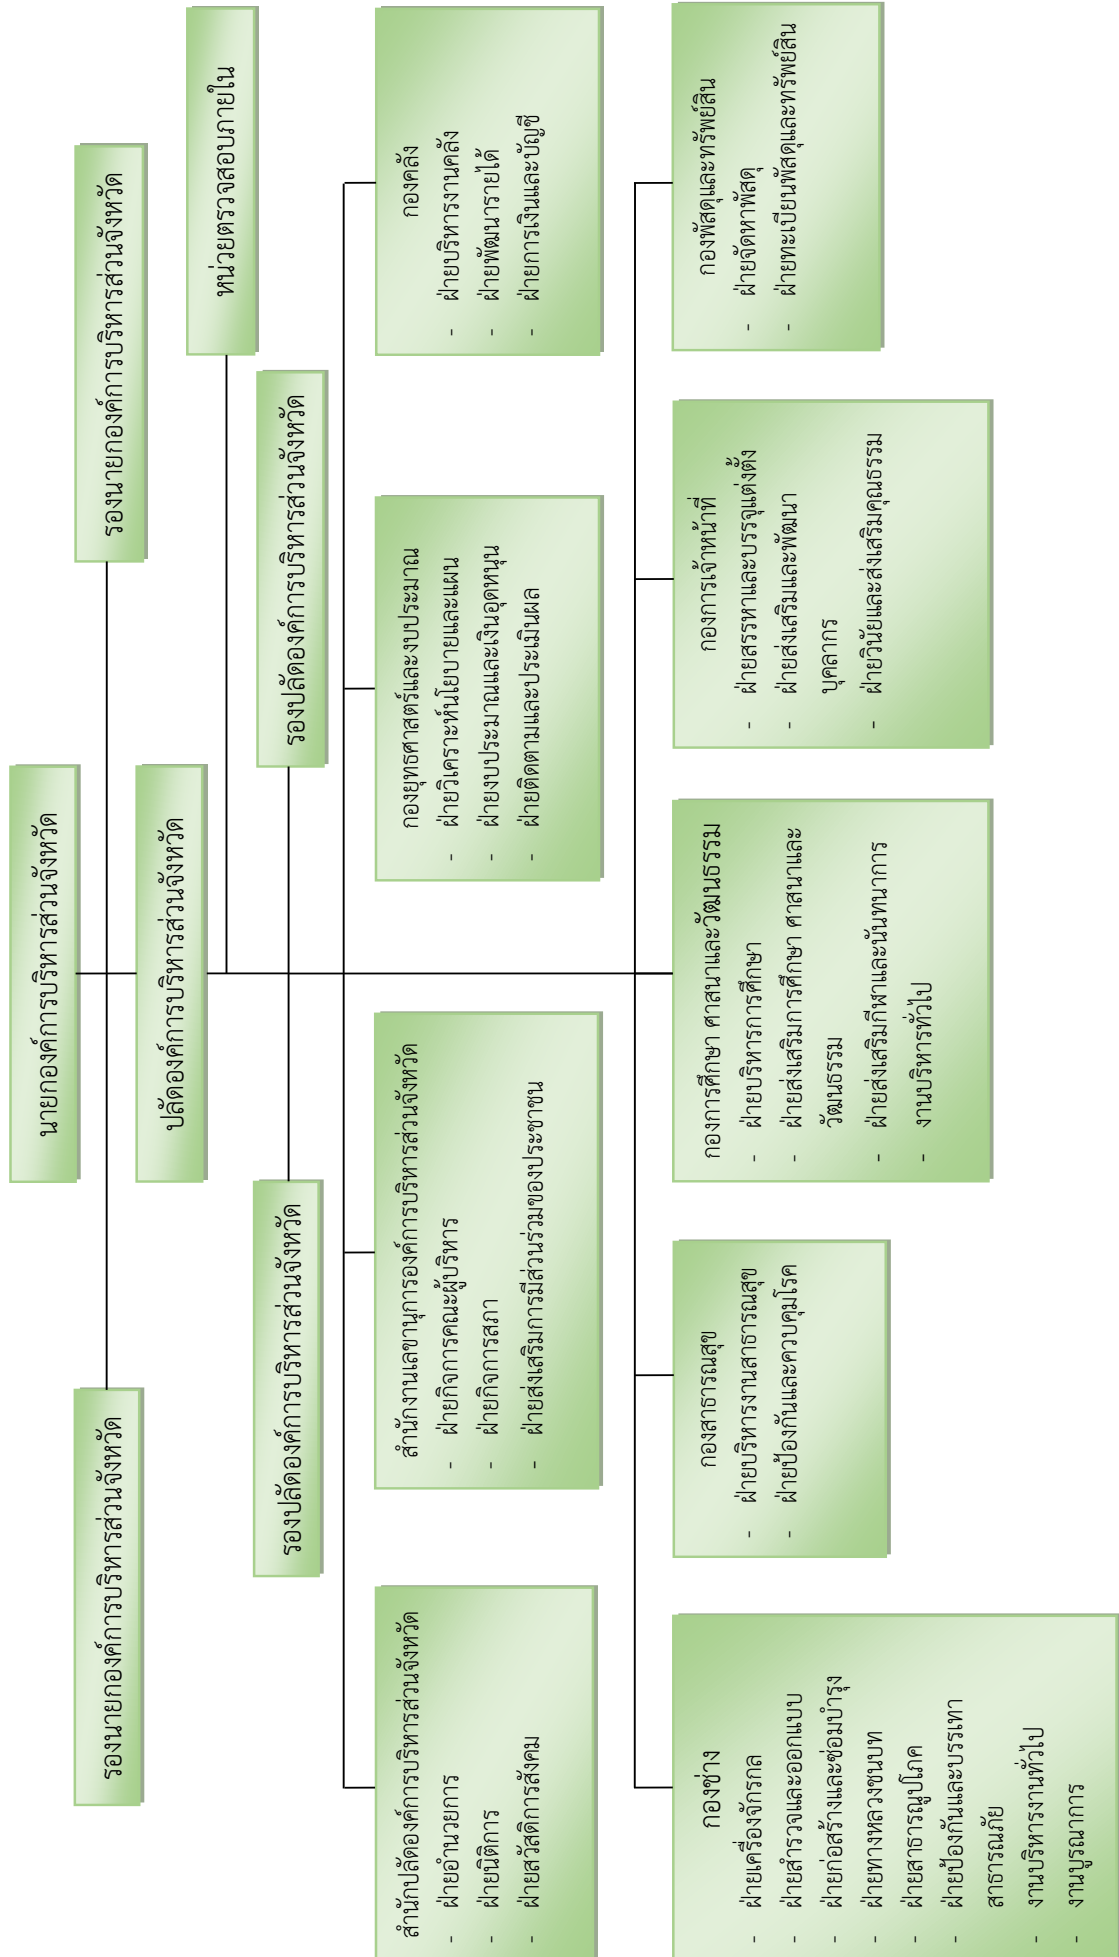 นายกองค์การบริหารส่วนจังหวัด
รองนายกองค์การบริหารส่วนจังหวัด
รองนายกองค์การบริหารส่วนจังหวัด
ปลัดองค์การบริหารส่วนจังหวัด
หน่วยตรวจสอบภายใน
รองปลัดองค์การบริหารส่วนจังหวัด
รองปลัดองค์การบริหารส่วนจังหวัด
สำนักปลัดองค์การบริหารส่วนจังหวัด
- ฝ่ายอำนวยการ
- ฝ่ายนิติการ
- ฝ่ายสวัสดิการสังคม
สำนักงานเลขานุการองค์การบริหารส่วนจังหวัด
- ฝ่ายกิจการคณะผู้บริหาร
- ฝ่ายกิจการสภา
- ฝ่ายส่งเสริมการมีส่วนร่วมของประชาชน
กองยุทธศาสตร์และงบประมาณ
- ฝ่ายวิเคราะห์นโยบายและแผน
- ฝ่ายงบประมาณและเงินอุดหนุน
- ฝ่ายติดตามและประเมินผล
กองคลัง
- ฝ่ายบริหารงานคลัง
- ฝ่ายพัฒนารายได้
- ฝ่ายการเงินและบัญชี
กองช่าง
- ฝ่ายเครื่องจักรกล
- ฝ่ายสำรวจและออกแบบ
- ฝ่ายก่อสร้างและซ่อมบำรุง
- ฝ่ายทางหลวงชนบท
- ฝ่ายสาธารณูปโภค
- ฝ่ายป้องกันและบรรเทา
สาธารณภัย
- งานบริหารงานทั่วไป
- งานบูรณาการ
กองสาธารณสุข
- ฝ่ายบริหารงานสาธารณสุข
- ฝ่ายป้องกันและควบคุมโรค
กองการศึกษา ศาสนาและวัฒนธรรม
- ฝ่ายบริหารการศึกษา
- ฝ่ายส่งเสริมการศึกษา ศาสนาและ
วัฒนธรรม
- ฝ่ายส่งเสริมกีฬาและนันทนาการ
- งานบริหารทั่วไป
กองการเจ้าหน้าที่
- ฝ่ายสรรหาและบรรจุแต่งตั้ง
- ฝ่ายส่งเสริมและพัฒนา
บุคลากร
- ฝ่ายวินัยและส่งเสริมคุณธรรม
กองพัสดุและทรัพย์สิน
- ฝ่ายจัดหาพัสดุ
- ฝ่ายทะเบียนพัสดุและทรัพย์สิน